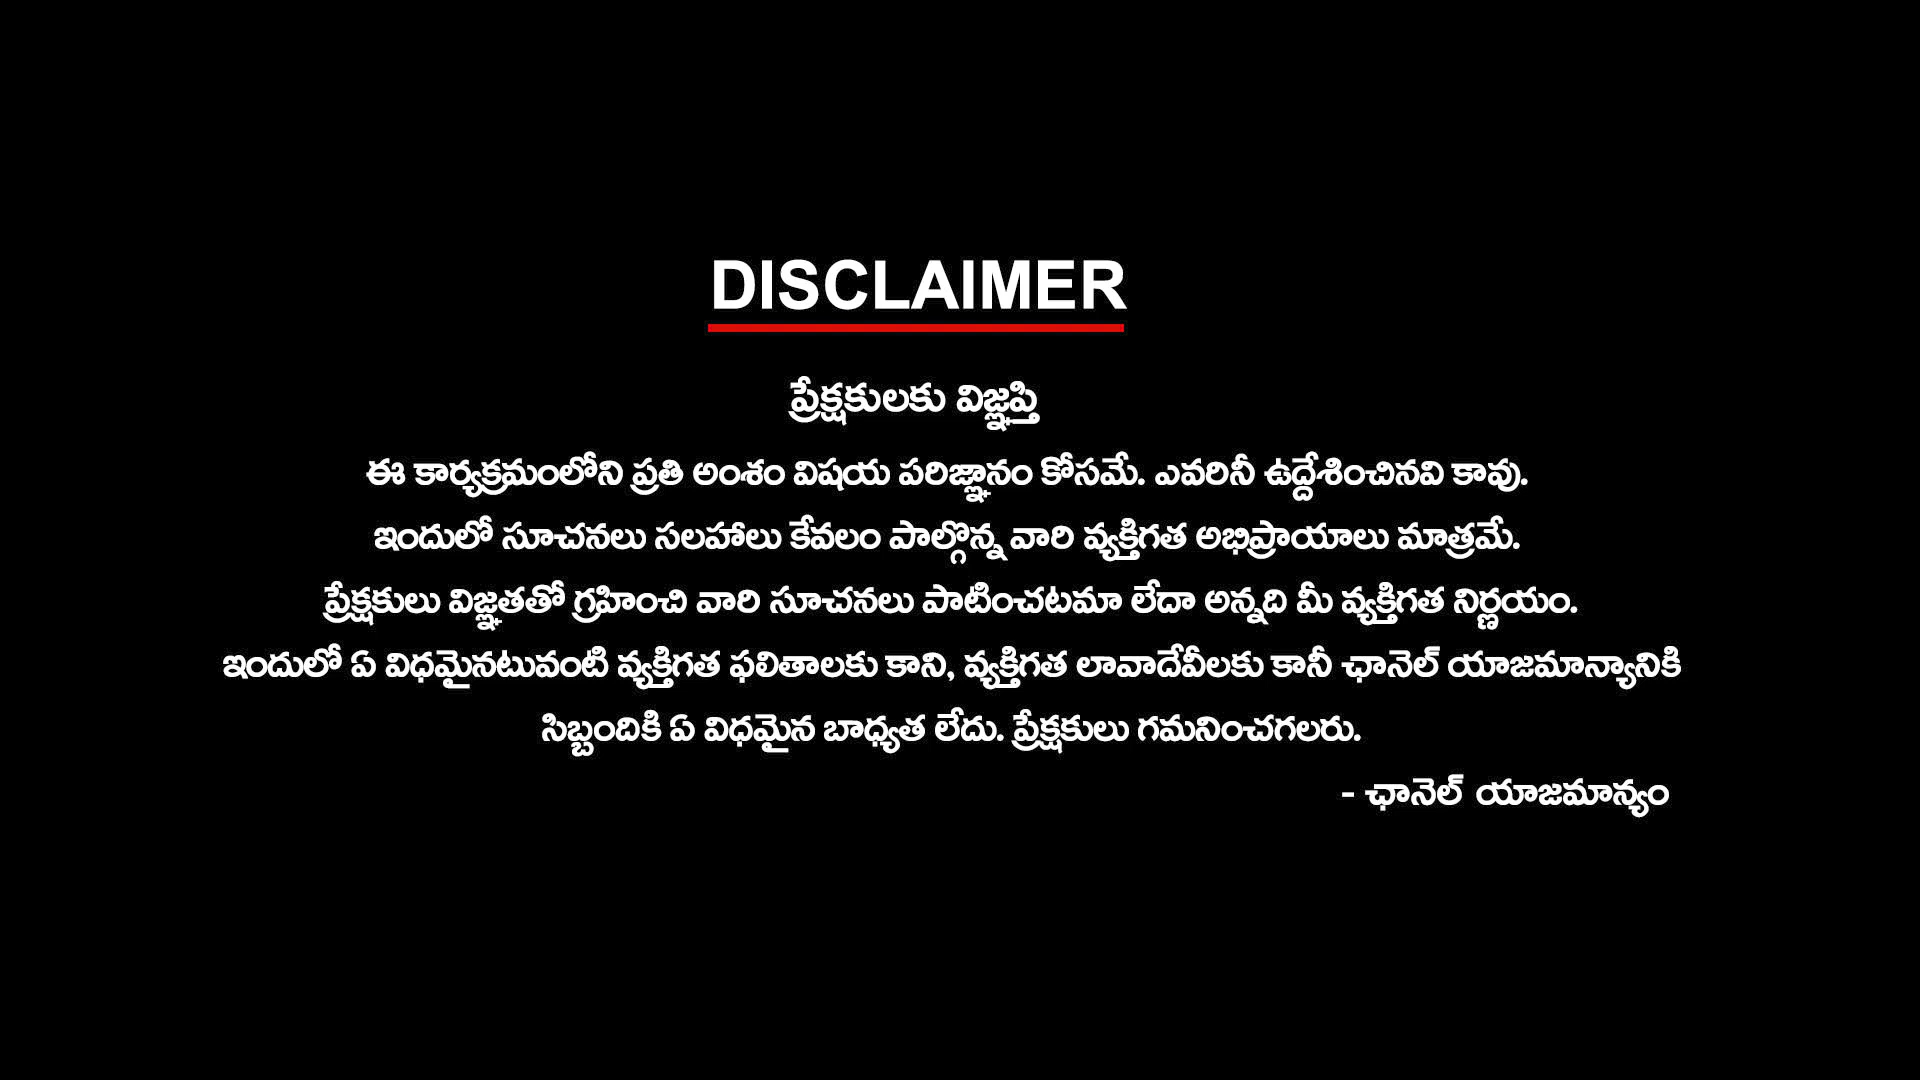 DISCLAIMER
ప్రేక్షకులకు విజ్ఞప్తి
ఈ కార్యక్రమంలోని ప్రతి అంశం విషయ పరిజ్ఞానం కోసమే. ఎవరినీ ఉద్దేశించినవి కావు.
ఇందులో సూచనలు సలహాలు కేవలం పాల్గొన్న వారి వ్యక్తిగత అభిప్రాయాలు మాత్రమే.
ప్రేక్షకులు విజ్ఞతతో గ్రహించి వారి సూచనలు పాటించటమా లేదా అన్నది మీ వ్యక్తిగత నిర్ణయం.
ఇందులో ఏ విధమైనటువంటి వ్యక్తిగత ఫలితాలకు కాని, వ్యక్తిగత లావాదేవీలకు కానీ ఛానెల్ యాజమాన్యానికి
సిబ్బందికి ఏ విధమైన బాధ్యత లేదు. ప్రేక్షకులు గమనించగలరు.
- ఛానెల్ యాజమాన్యం